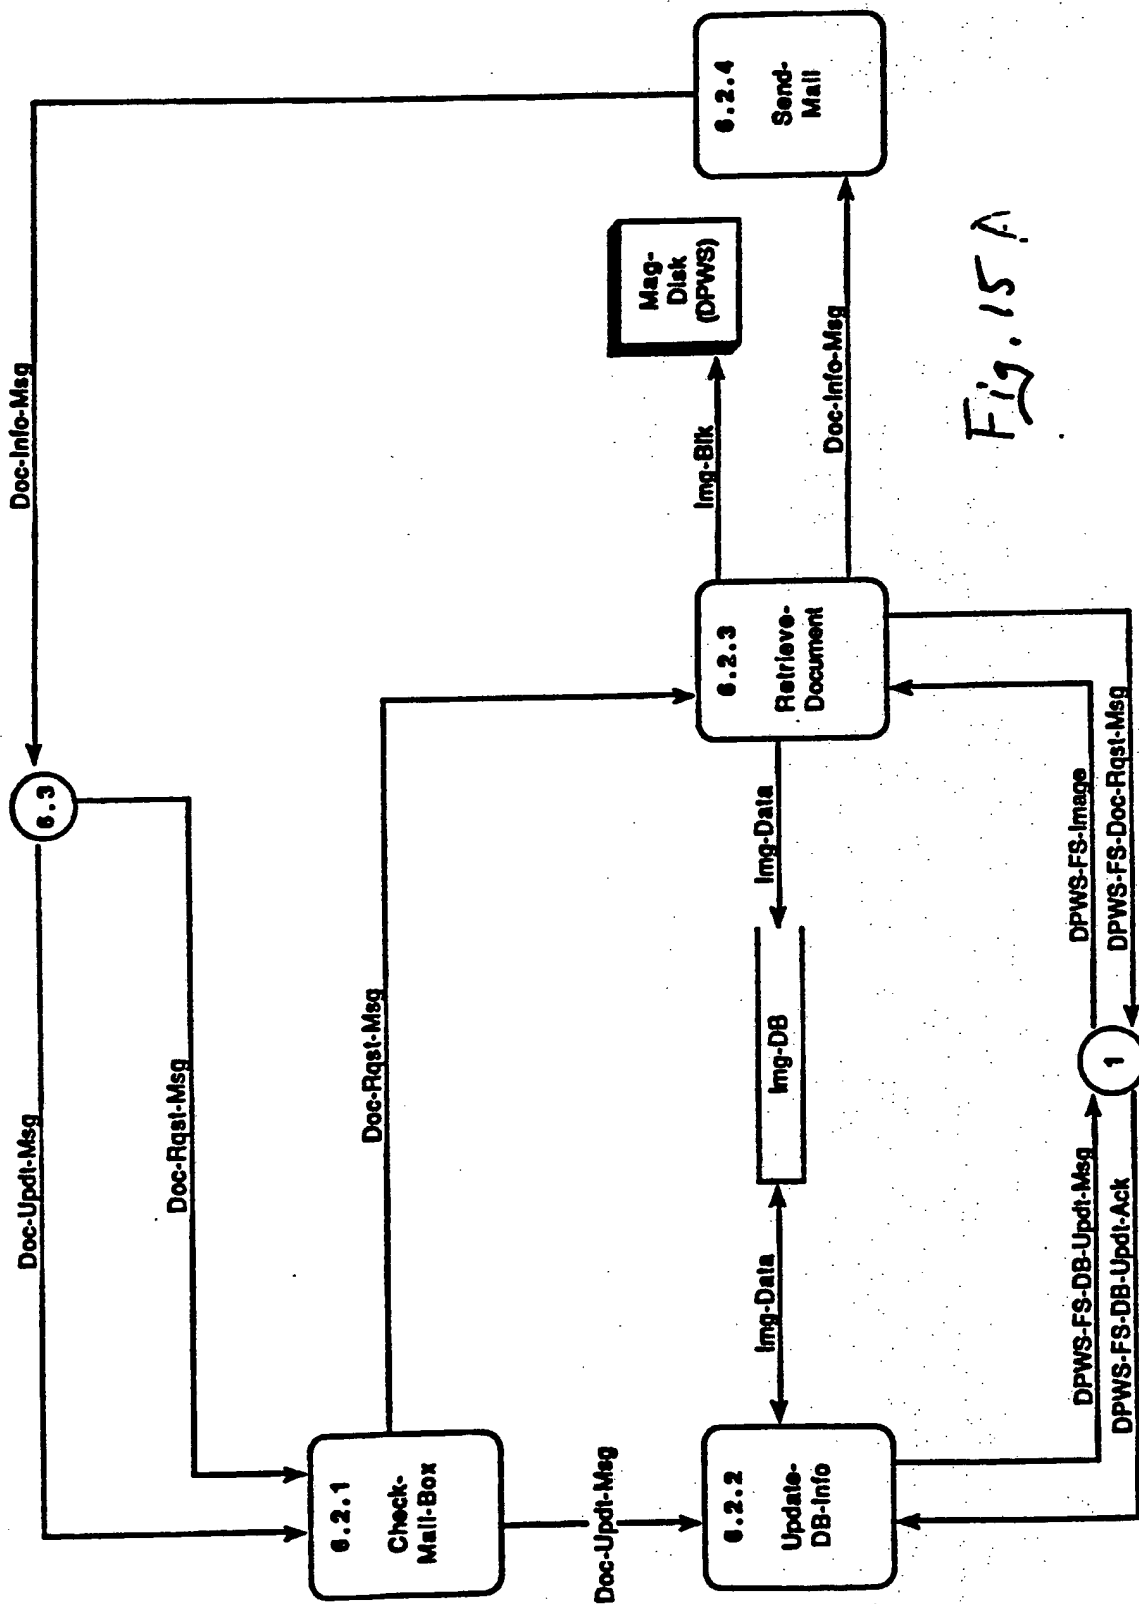 Doc-Info-Msg
6.3
Doc-Updt-Msg
Doc-Rqst-Msg
6.2.1
Check-
Mail-Box
Doc-Rqst-Msg
Doc-Updt-Msg
6.2.2
Update-
DB-Info
Img-Data
Img-DB
Img-Data
6.2.3
Retrieve-
Document
Img-Blk
Mag-
Disk
(DPWS)
Doc-Info-Msg
6.2.4
Send-
Mail
DPWS-FS-DB-Updt-Msg
DPWS-FS-DB-Updt-Ack
1
DPWS-FS-Image
DPWS-FS-Doc-Rqst-Msg
Fig. 15 A